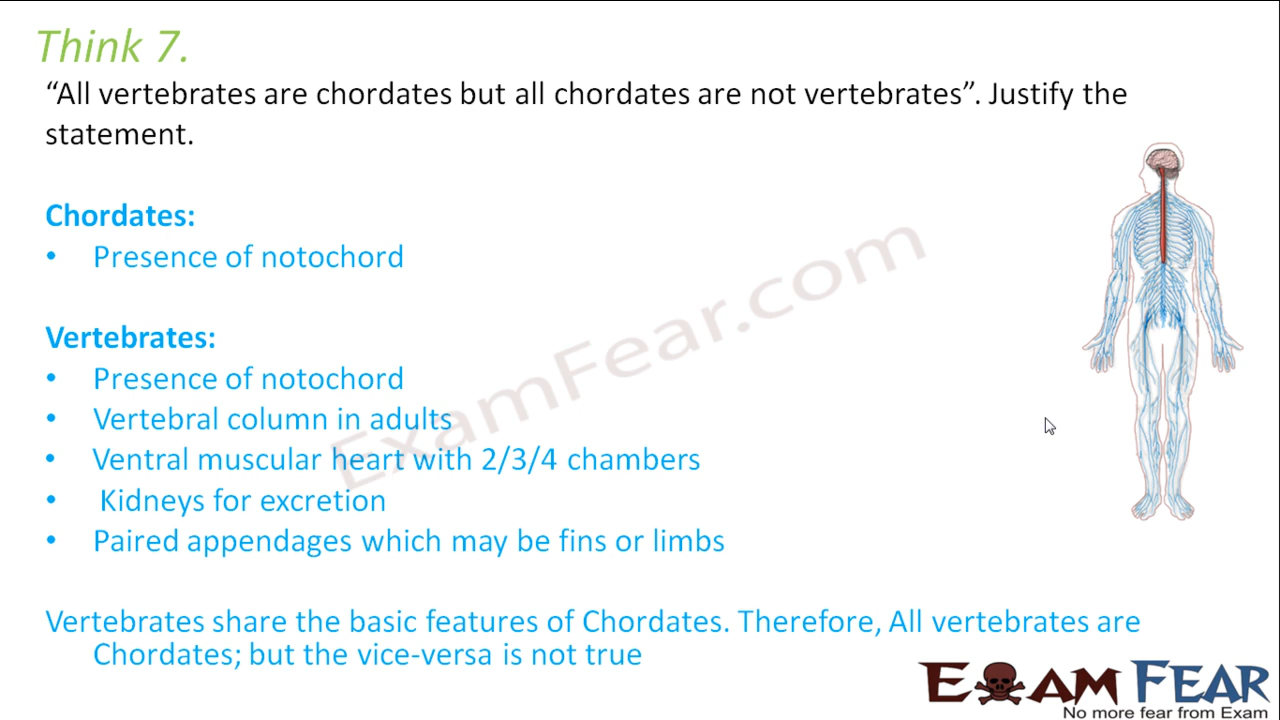 Think 7.
“All vertebrates are chordates but all chordates are not vertebrates”. Justify the
statement.
Chordates:
• Presence of notochord
Vertebrates:
• Presence of notochord
• Vertebral column in adults
• Ventral muscular heart with 2/3/4 chambers
• Kidneys for excretion
• Paired appendages which may be fins or limbs
Vertebrates share the basic features of Chordates. Therefore, All vertebrates are
Chordates; but the vice-versa is not true
ExamFear.com
EXAM FEAR
No more fear from Exam